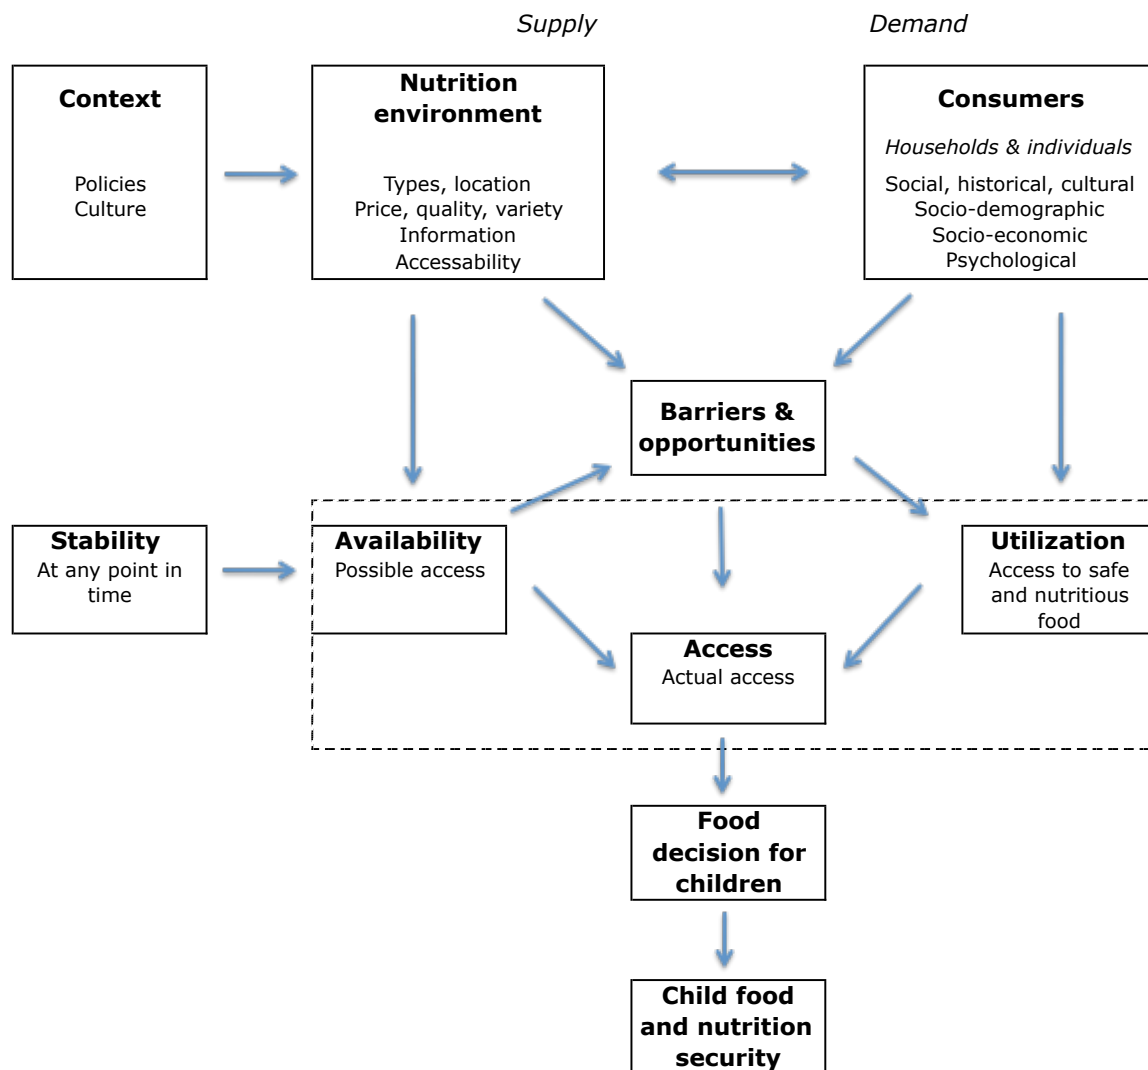 Supply
Demand
Context
Policies
Culture
Nutrition
environment
Types, location
Price, quality, variety
Information
Accessability
Consumers
Households & individuals
Social, historical, cultural
Socio-demographic
Socio-economic
Psychological
Barriers &
opportunities
Stability
At any point in
time
Availability
Possible access
Utilization
Access to safe
and nutritious
food
Access
Actual access
Food
decision for
children
Child food
and nutrition
security